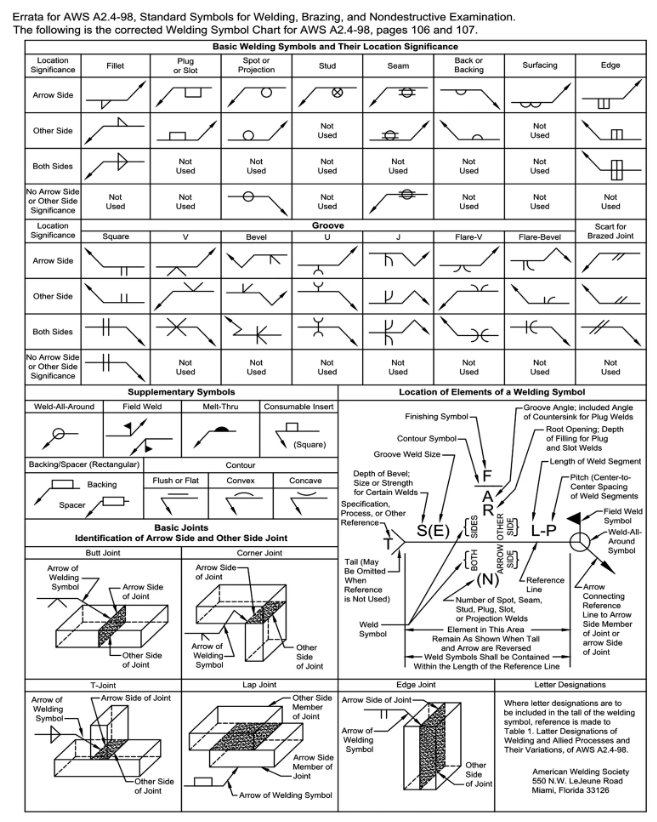 Errata for AWS A2.4-98, Standard Symbols for Welding, Brazing, and Nondestructive Examination.
The following is the corrected Welding Symbol Chart for AWS A2.4-98, pages 106 and 107.
Basic Welding Symbols and Their Location Significance
Location
Significance
Fillet
Plug
or Slot
Spot or
Projection
Stud
Seam
Back or
Backing
Surfacing
Edge
Arrow Side
Other Side
Not
Used
Not
Used
Both Sides
Not
Used
Not
Used
Not
Used
Not
Used
Not
Used
Not
Used
No Arrow Side
or Other Side
Significance
Not
Used
Not
Used
Not
Used
Not
Used
Not
Used
Not
Used
Location
Significance
Groove
Scart for
Brazed Joint
Square
V
Bevel
U
J
Flare-V
Flare-Bevel
Arrow Side
Other Side
Both Sides
No Arrow Side
or Other Side
Significance
Not
Used
Not
Used
Not
Used
Not
Used
Not
Used
Not
Used
Not
Used
Supplementary Symbols
Weld-All-Around
Field Weld
Melt-Thru
Consumable Insert
(Square)
Backing/Spacer (Rectangular)
Backing
Spacer
Contour
Flush or Flat
Convex
Concave
Basic Joints
Identification of Arrow Side and Other Side Joint
Butt Joint
Arrow of
Welding
Symbol
Arrow Side
of Joint
Other Side
of Joint
Corner Joint
Arrow Side
of Joint
Arrow of
Welding
Symbol
Other
Side
of Joint
Location of Elements of a Welding Symbol
Finishing Symbol
Contour Symbol
Groove Weld Size
Depth of Bevel;
Size or Strength
for Certain Welds
Specification,
Process, or Other
Reference
Tail (May
Be Omitted
When
Reference
is Not Used)
Weld
Symbol
Groove Angle; included Angle
of Countersink for Plug Welds
Root Opening; Depth
of Filling for Plug
and Slot Welds
Length of Weld Segment
Pitch (Center-to-
Center Spacing
of Weld Segments
Field Weld
Symbol
Weld-All-
Around
Symbol
F
A
R
T
S(E)
SIDES
OTHER
SIDE
L-P
BOTH
ARROW
SIDE
(N)
Reference
Line
Arrow
Connecting
Reference
Line to Arrow
Side Member
of Joint or
arrow Side
of Joint
Number of Spot, Seam,
Stud, Plug, Slot,
or Projection Welds
Element in This Area
Remain As Shown When Tail
and Arrow are Reversed
Weld Symbols Shall be Contained
Within the Length of the Reference Line
T-Joint
Arrow of
Welding
Symbol
Arrow Side of Joint
Other Side
of Joint
Lap Joint
Other Side
Member
of Joint
Arrow Side
Member of
Joint
Arrow of Welding Symbol
Edge Joint
Arrow Side of Joint
Arrow of
Welding
Symbol
Other
Side
of Joint
Letter Designations
Where letter designations are to
be included in the tall of the welding
symbol, reference is made to
Table 1. Latter Designations of
Welding and Allied Processes and
Their Variations, of AWS A2.4-98.
American Welding Society
550 N.W. LeJeune Road
Miami, Florida 33126